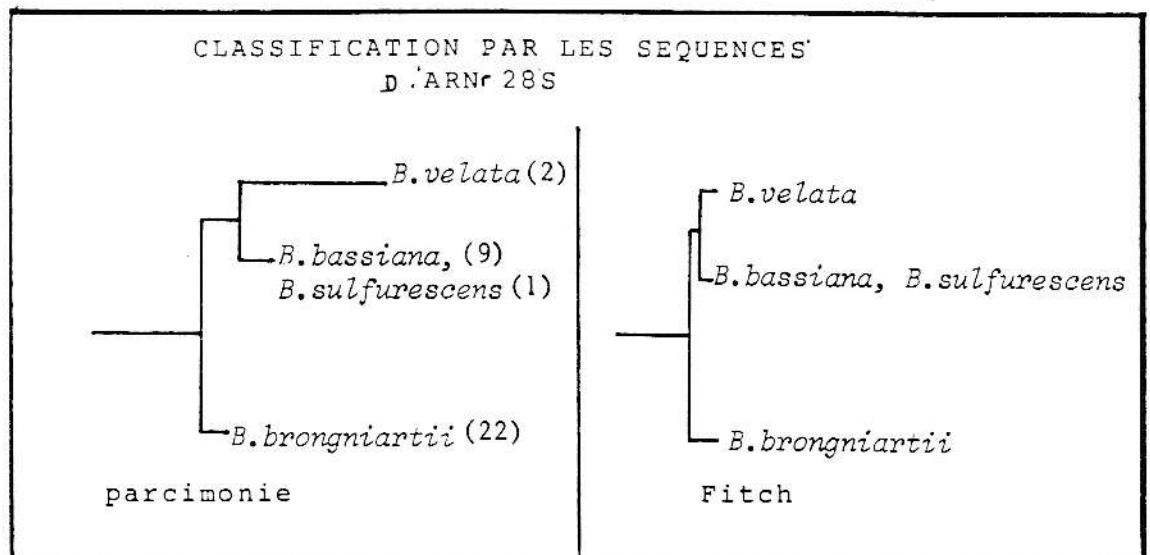 CLASSIFICATION PAR LES SEQUENCES
D'ARNr 28S
B.velata (2)
B.bassiana, (9)
B.sulfurescens (1)
B.brongniartii (22)
parcimonie
B.velata
B.bassiana, B.sulfurescens
B.brongniartii
Fitch